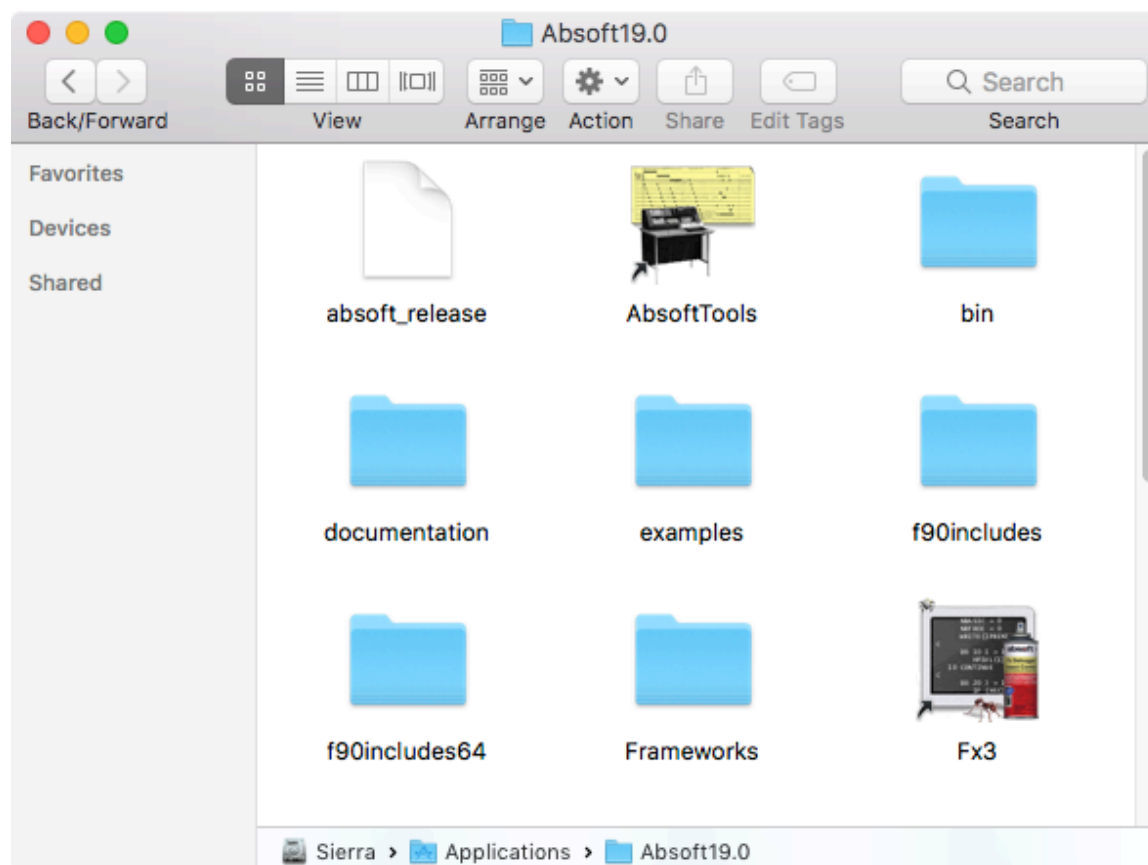 Absoft19.0
Search
Back/Forward View Arrange Action Share Edit Tags Search
Favorites
Devices
Shared
absoft_release AbsoftTools bin
documentation examples f90includes
f90includes64 Frameworks Fx3
Sierra > Applications > Absoft19.0